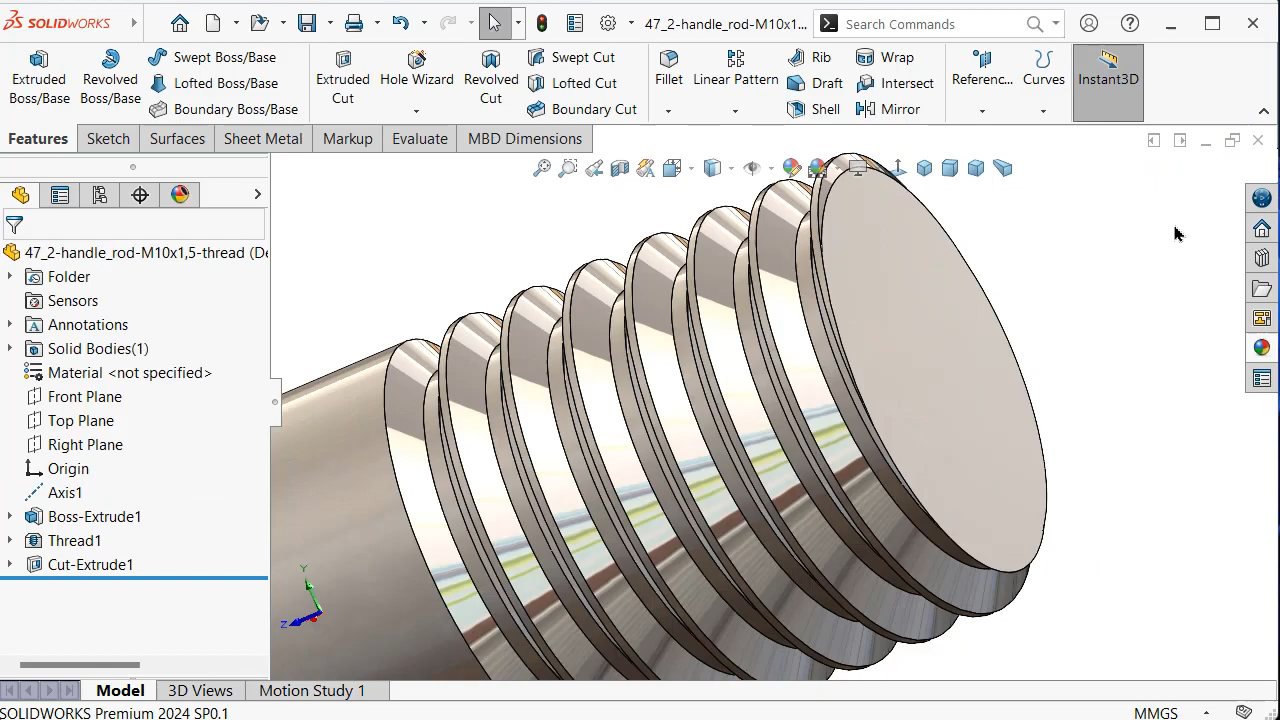 SOLIDWORKS
47_2-handle_rod-M10x1...
Search Commands
Extruded Boss/Base
Revolved Boss/Base
Swept Boss/Base
Lofted Boss/Base
Boundary Boss/Base
Extruded Cut
Hole Wizard
Revolved Cut
Swept Cut
Lofted Cut
Boundary Cut
Fillet
Linear Pattern
Rib
Draft
Shell
Wrap
Intersect
Mirror
Referenc...
Curves
Instant3D
Features
Sketch
Surfaces
Sheet Metal
Markup
Evaluate
MBD Dimensions
47_2-handle_rod-M10x1,5-thread (De
Folder
Sensors
Annotations
Solid Bodies(1)
Material <not specified>
Front Plane
Top Plane
Right Plane
Origin
Axis1
Boss-Extrude1
Thread1
Cut-Extrude1
Y
Z
Model
3D Views
Motion Study 1
SOLIDWORKS Premium 2024 SP0.1
MMGS